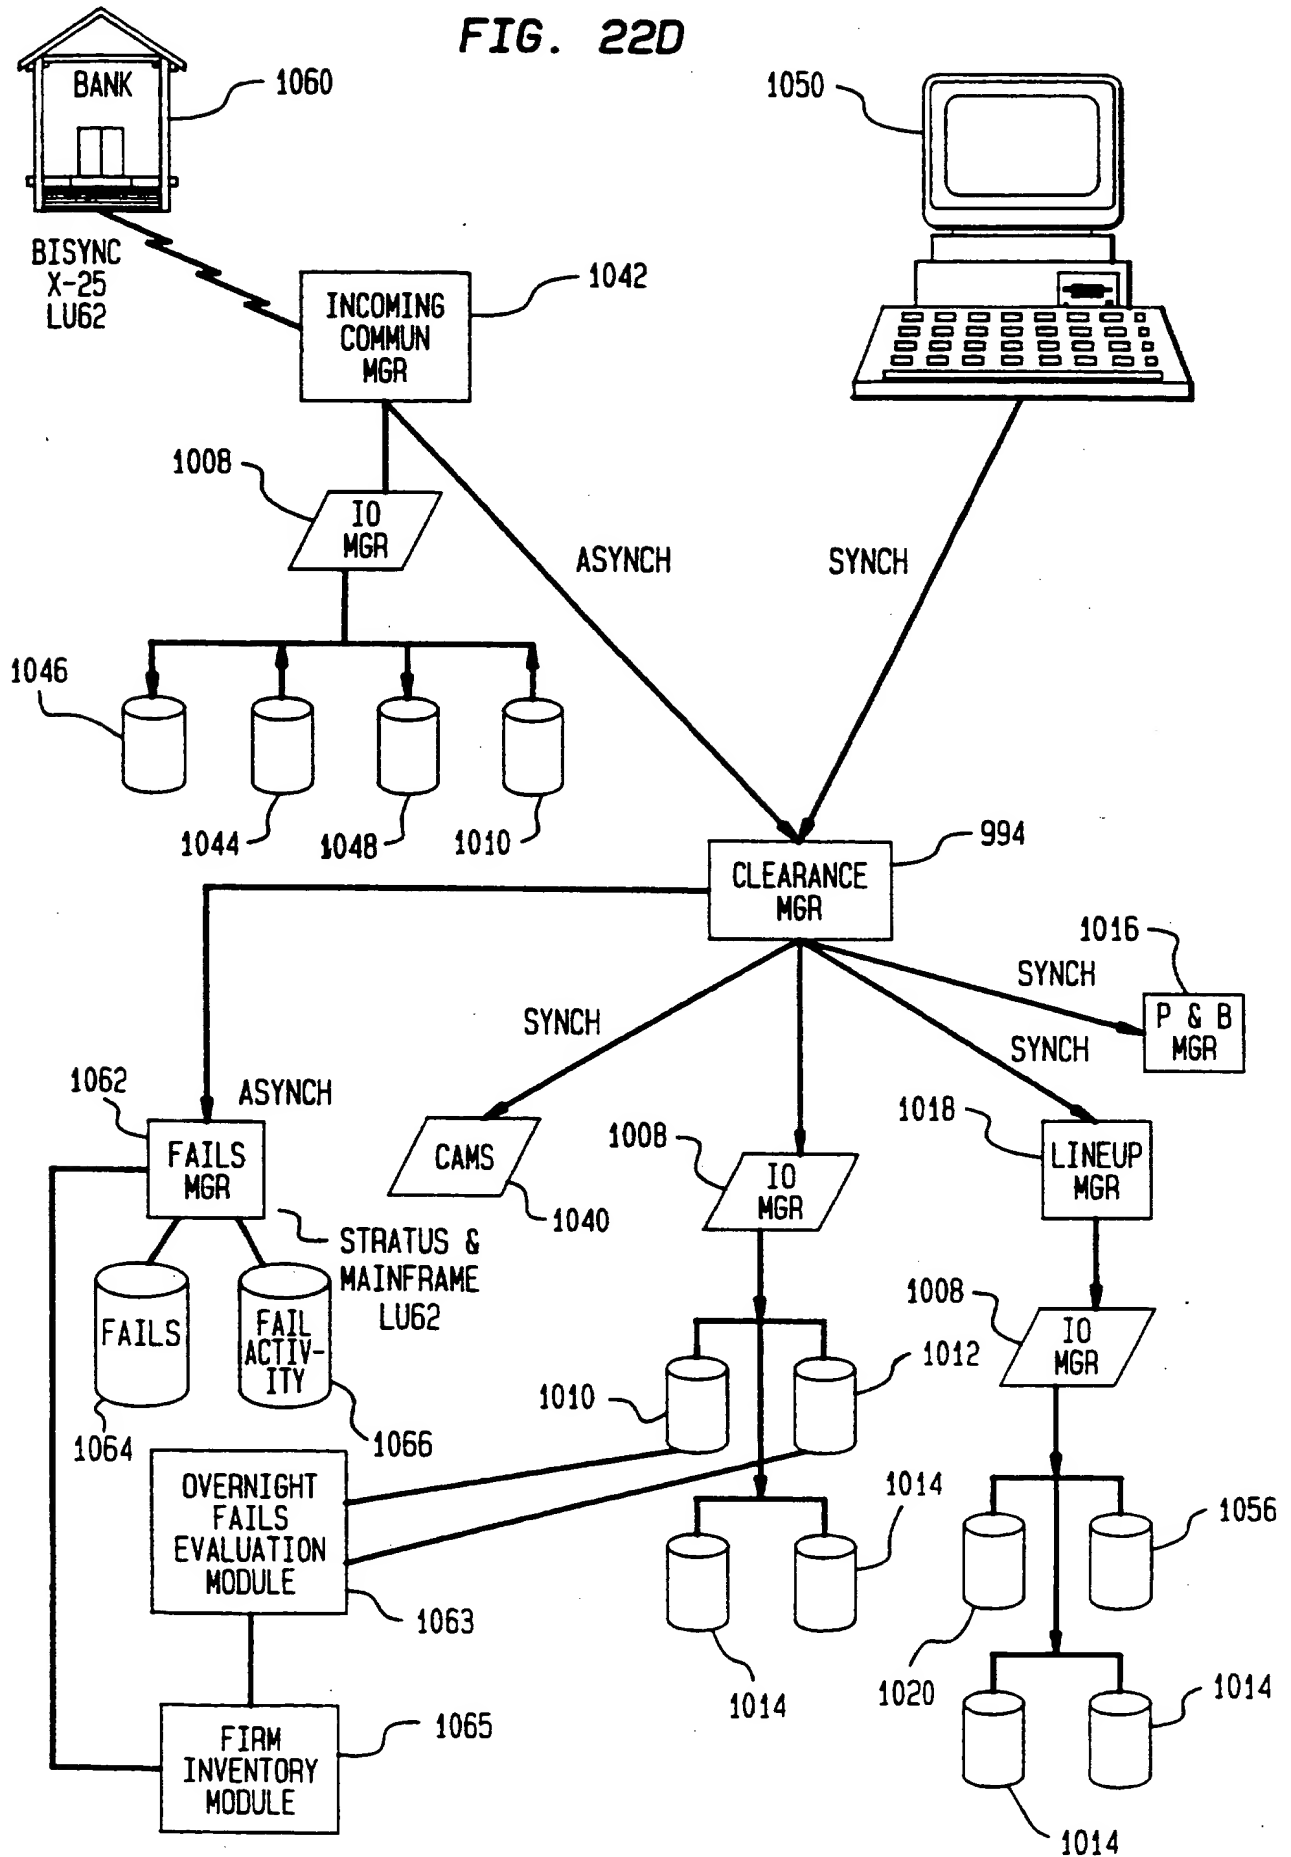 FIG. 22D
BANK
1060
1050
BISYNC
X-25
LU62
INCOMING
COMMUN
MGR
1042
1008
IO
MGR
ASYNCH
SYNCH
1046
1044
1048
1010
994
CLEARANCE
MGR
1016
SYNCH
P & B
MGR
SYNCH
SYNCH
1062
ASYNCH
FAILS
MGR
CAMS
1040
1008
IO
MGR
1018
LINEUP
MGR
STRATUS &
MAINFRAME
LU62
FAILS
FAIL
ACTIV-
ITY
1064
1066
1008
IO
MGR
1010
1012
OVERNIGHT
FAILS
EVALUATION
MODULE
1063
1014
1014
1056
1020
1014
1014
FIRM
INVENTORY
MODULE
1065